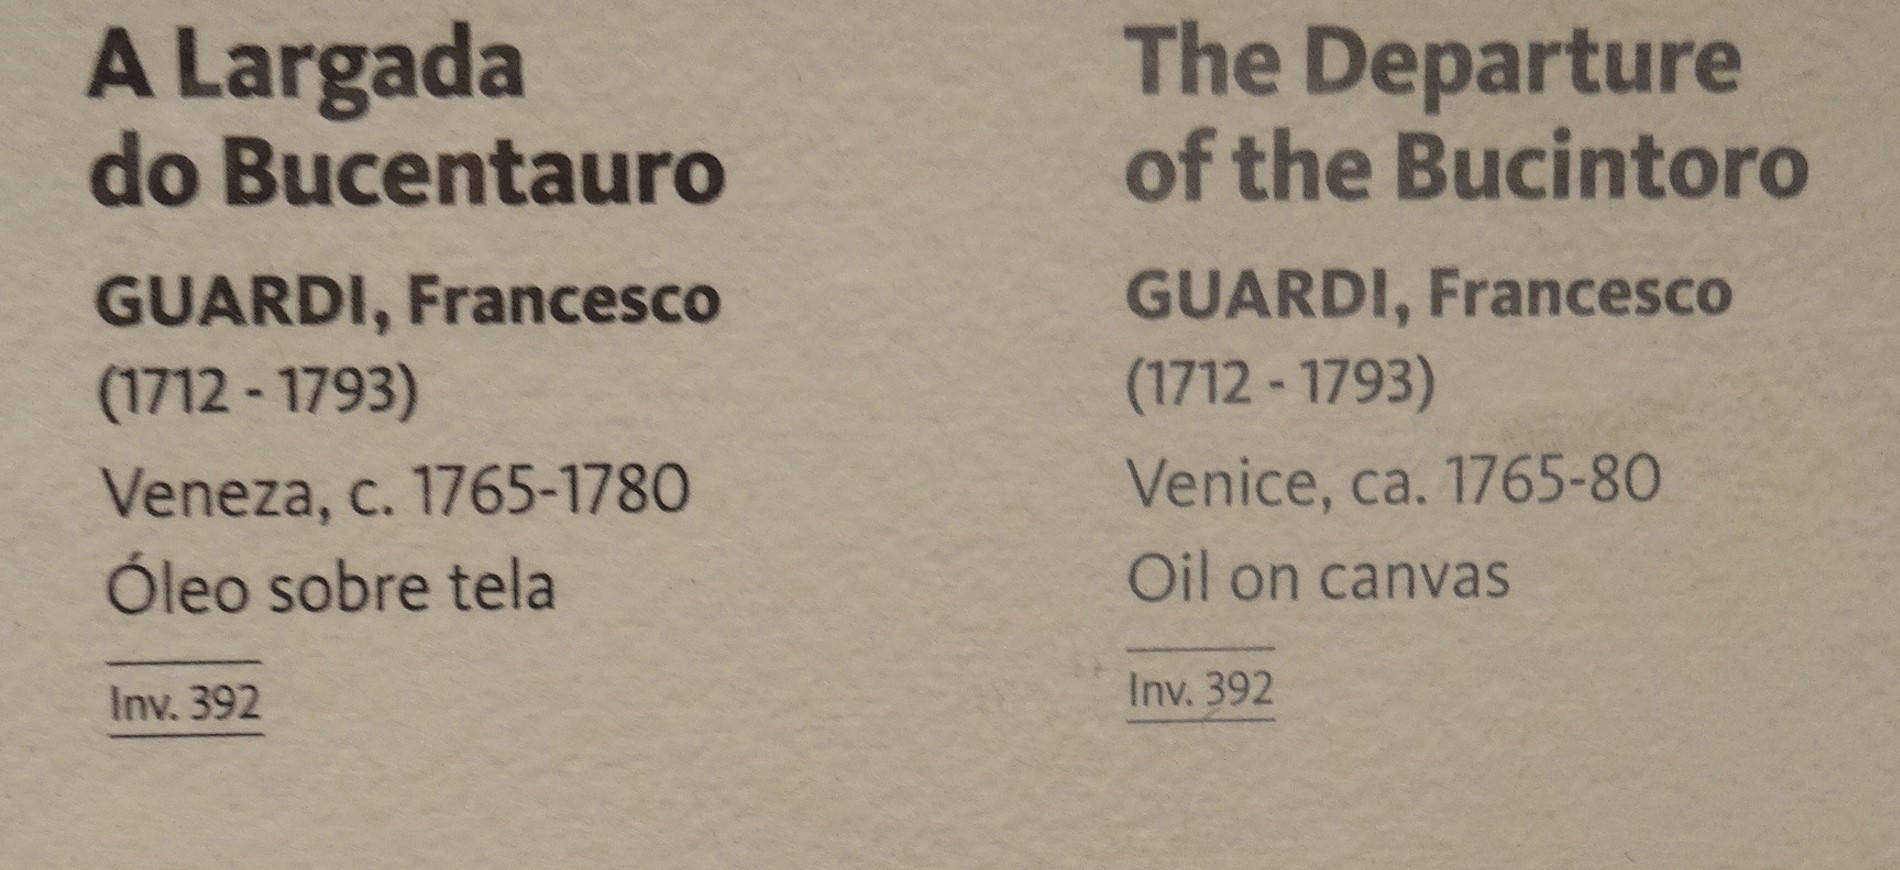 A Largada
do Bucentauro
GUARDI, Francesco
(1712 - 1793)
Veneza, c. 1765-1780
Óleo sobre tela
Inv. 392
The Departure
of the Bucintoro
GUARDI, Francesco
(1712 - 1793)
Venice, ca. 1765-80
Oil on canvas
Inv. 392